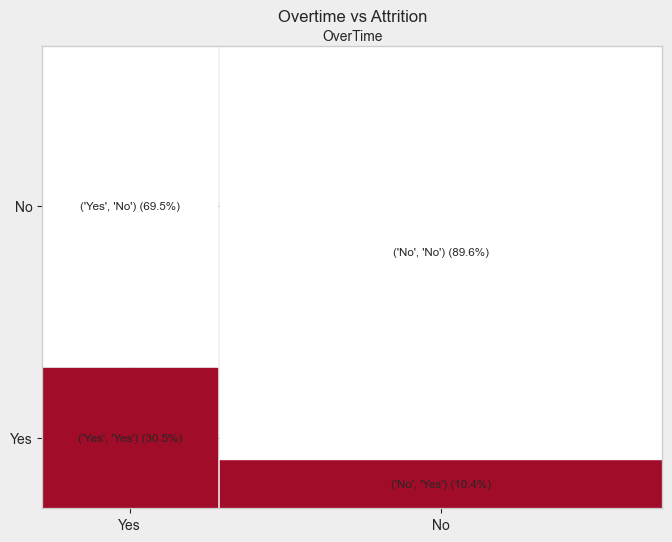 Overtime vs Attrition
OverTime
No
('Yes', 'No') (69.5%)
('No', 'No') (89.6%)
Yes
('Yes', 'Yes') (30.5%)
('No', 'Yes') (10.4%)
Yes
No